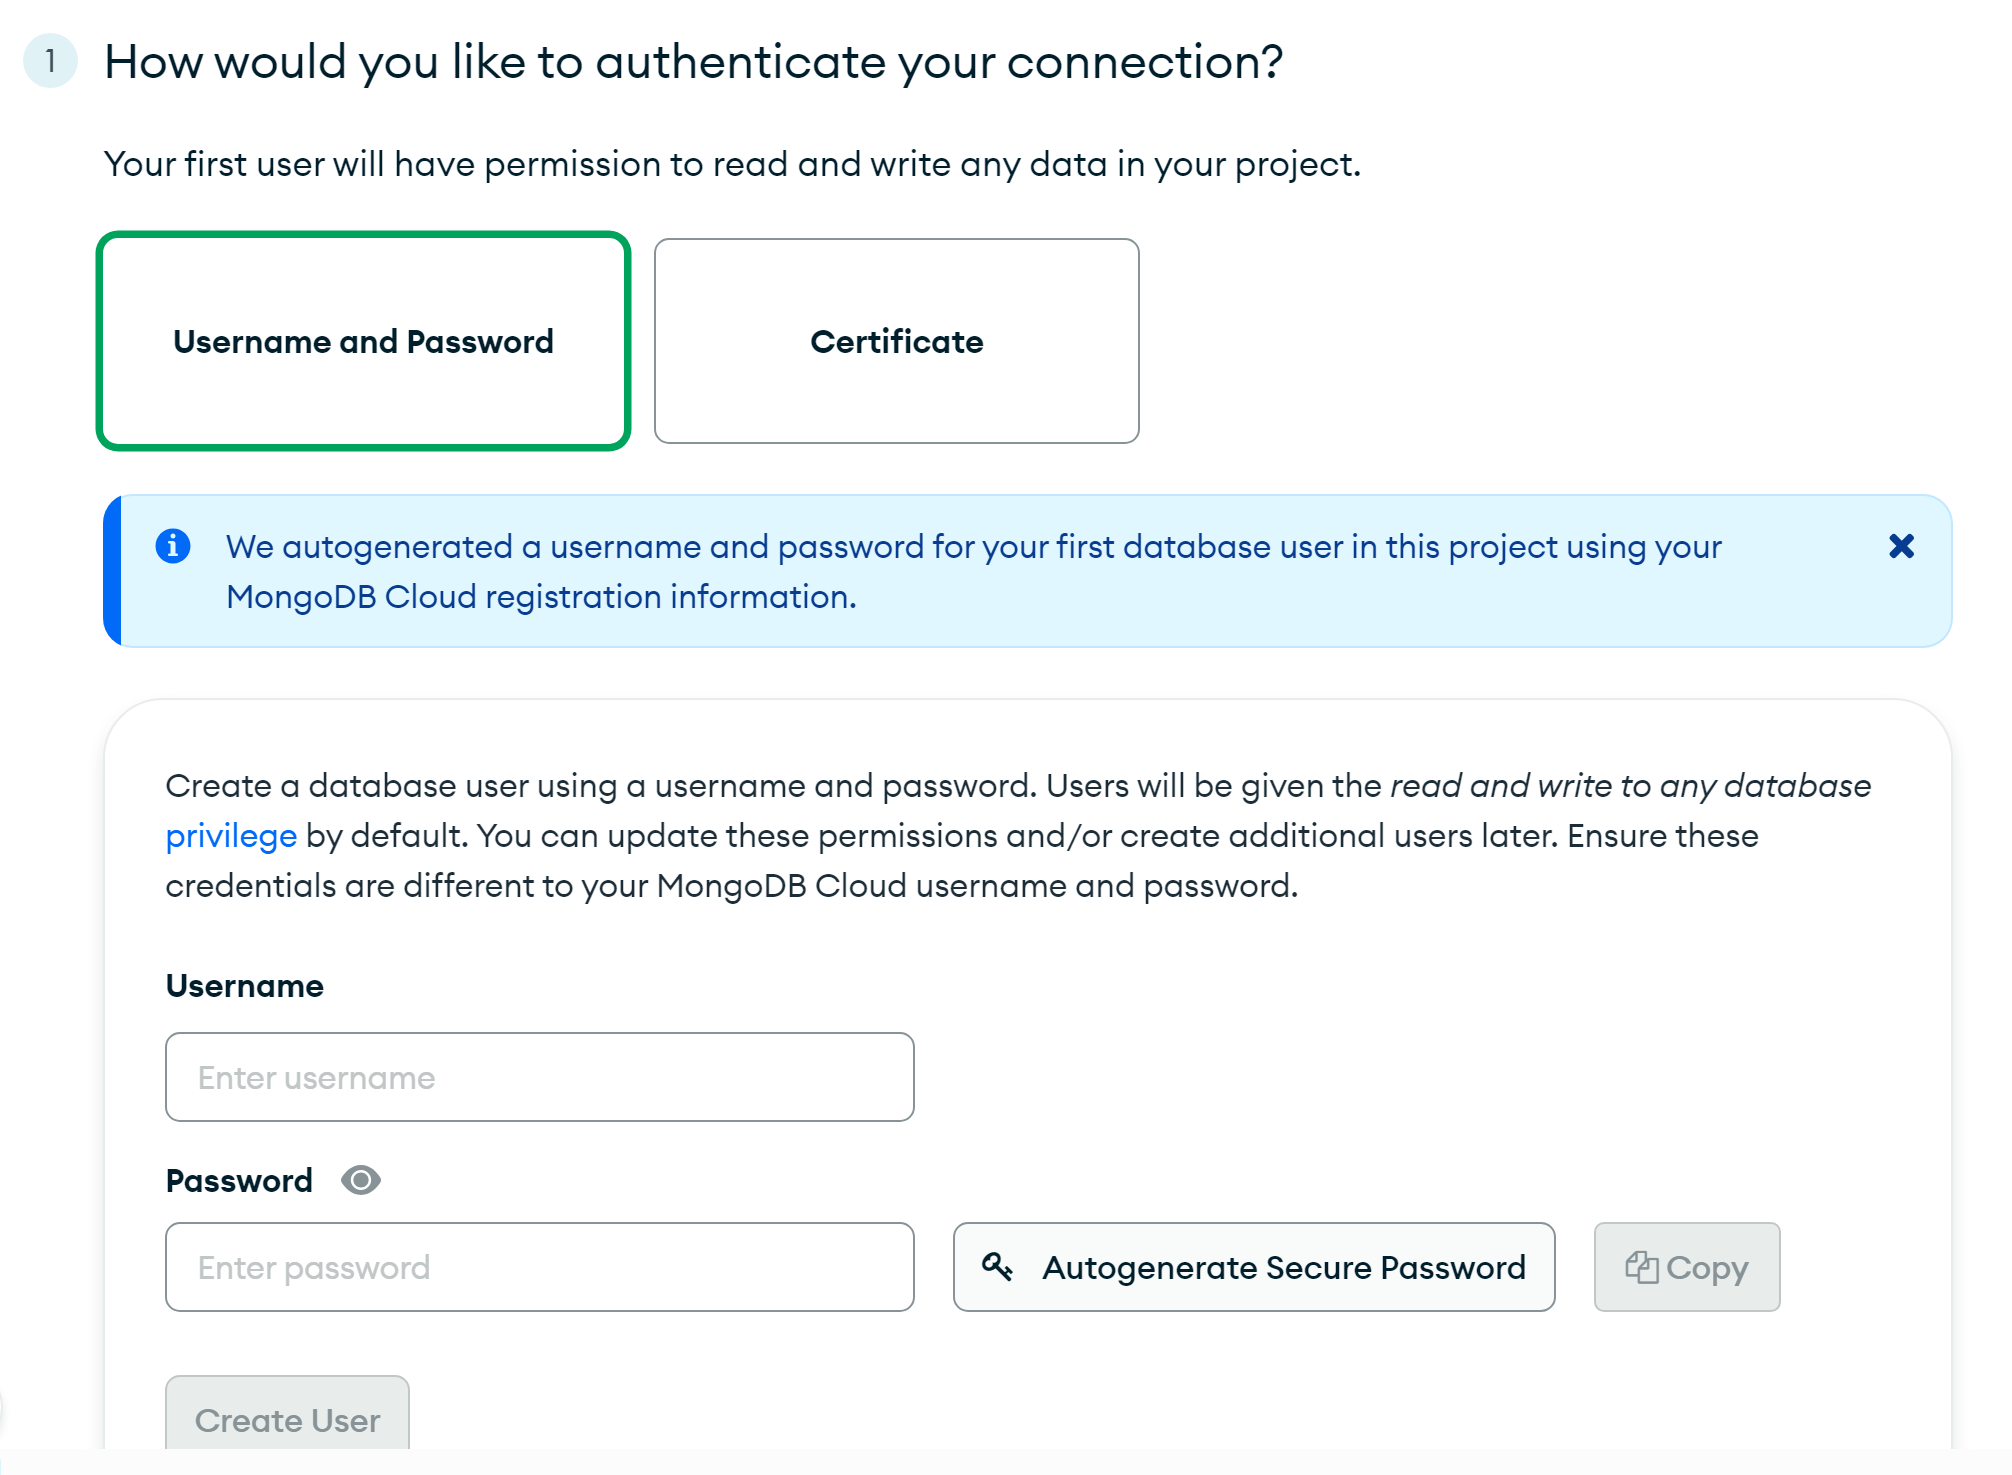 1 How would you like to authenticate your connection?
Your first user will have permission to read and write any data in your project.
Username and Password
Certificate
We autogenerated a username and password for your first database user in this project using your
MongoDB Cloud registration information.
Create a database user using a username and password. Users will be given the read and write to any database
privilege by default. You can update these permissions and/or create additional users later. Ensure these
credentials are different to your MongoDB Cloud username and password.
Username
Enter username
Password
Enter password
Autogenerate Secure Password
Copy
Create User